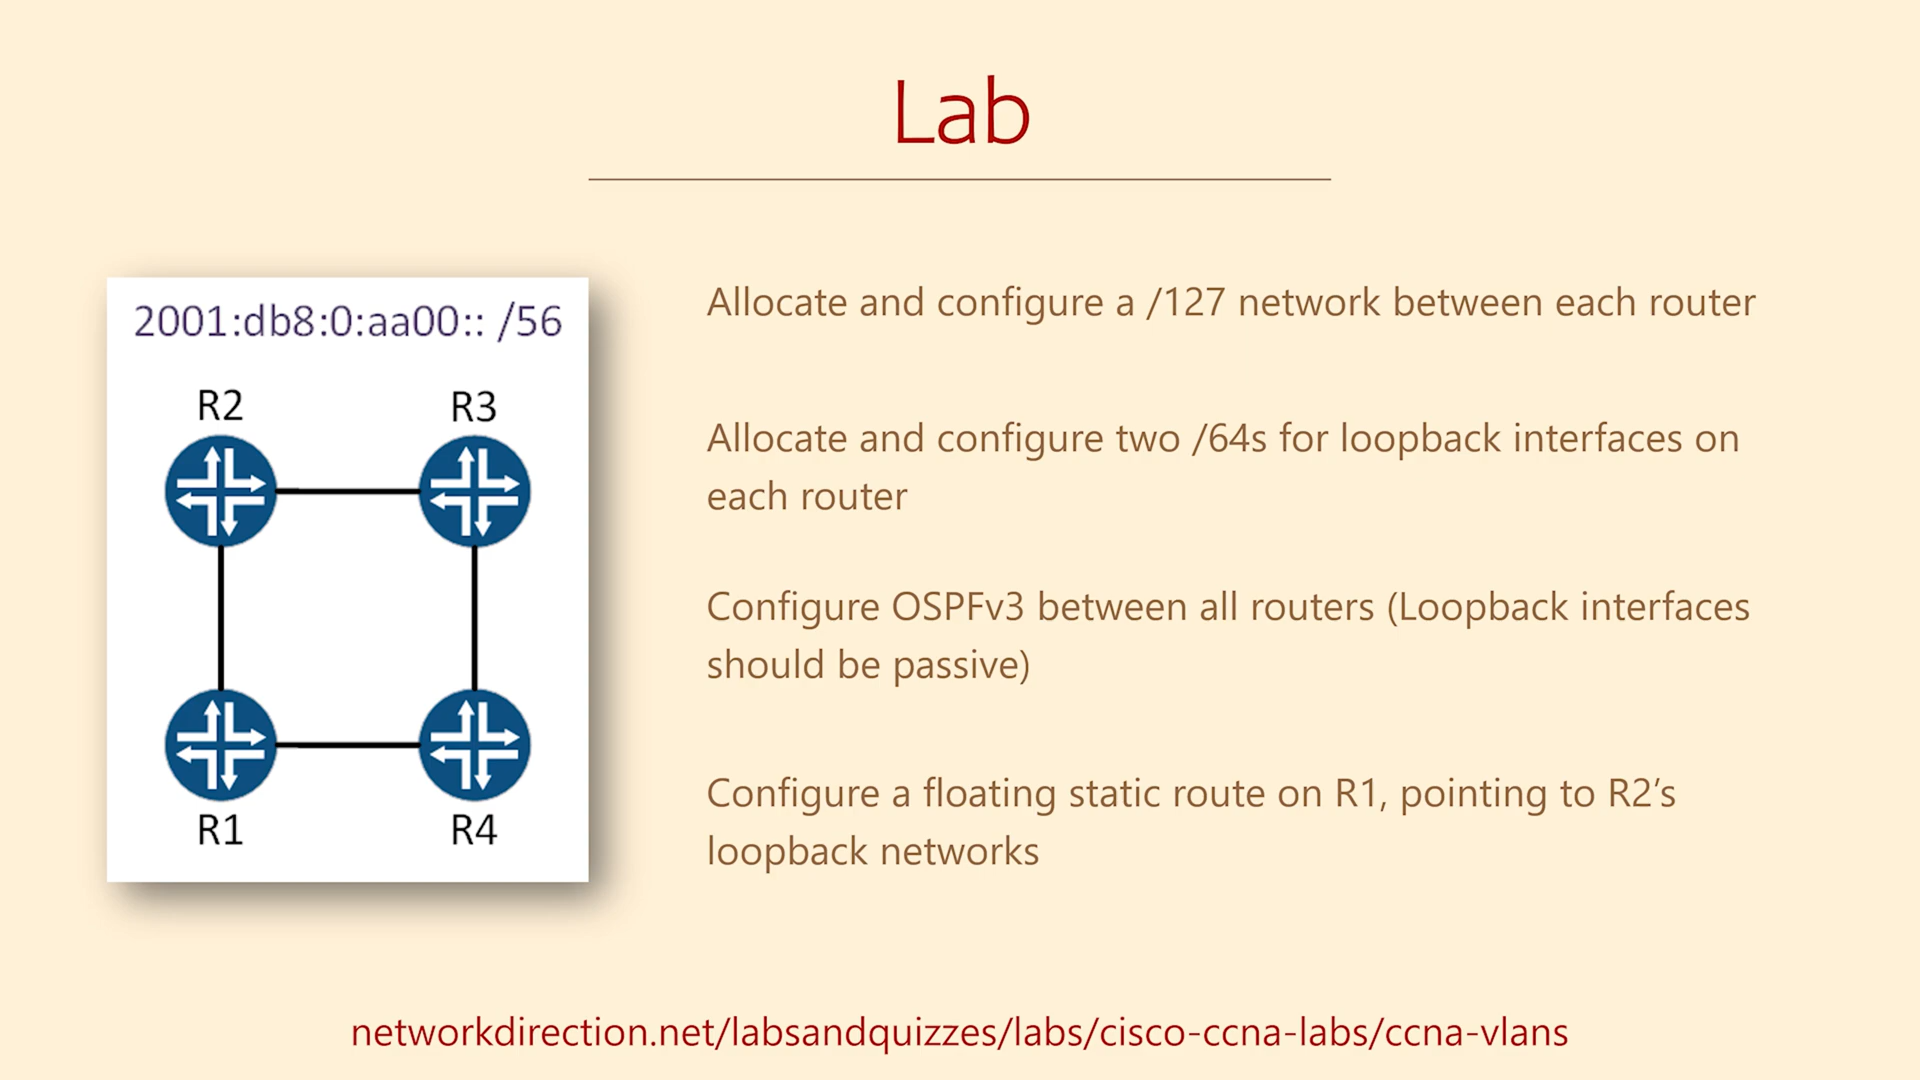 Lab
2001:db8:0:aa00:: /56
R2
R3
R1
R4
Allocate and configure a /127 network between each router
Allocate and configure two /64s for loopback interfaces on
each router
Configure OSPFv3 between all routers (Loopback interfaces
should be passive)
Configure a floating static route on R1, pointing to R2’s
loopback networks
networkdirection.net/labsandquizzes/labs/cisco-ccna-labs/ccna-vlans